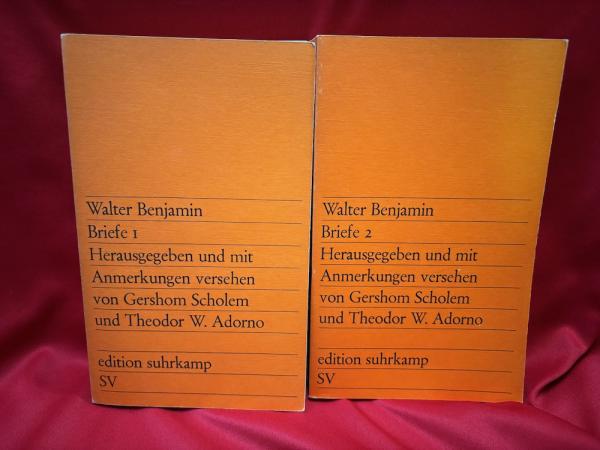 Walter Benjamin
Briefe 1
Herausgegeben und mit
Anmerkungen versehen
von Gershom Scholem
und Theodor W. Adorno
edition suhrkamp
SV
Walter Benjamin
Briefe 2
Herausgegeben und mit
Anmerkungen versehen
von Gershom Scholem
und Theodor W. Adorno
edition suhrkamp
SV